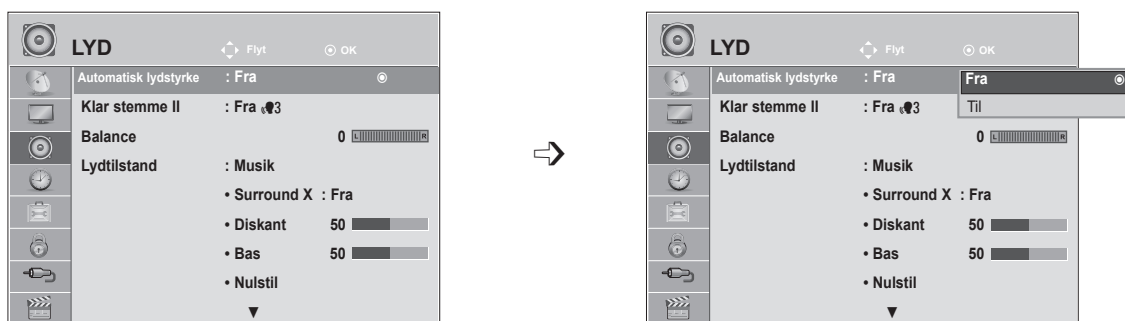 LYD Flyt OK
Automatisk lydstyrke : Fra
Klar stemme II : Fra 3
Balance 0 L R
Lydtilstand : Musik
• Surround X : Fra
• Diskant 50
• Bas 50
• Nulstil
LYD Flyt OK
Automatisk lydstyrke : Fra
Fra
Til
Klar stemme II : Fra 3
Balance 0 L R
Lydtilstand : Musik
• Surround X : Fra
• Diskant 50
• Bas 50
• Nulstil